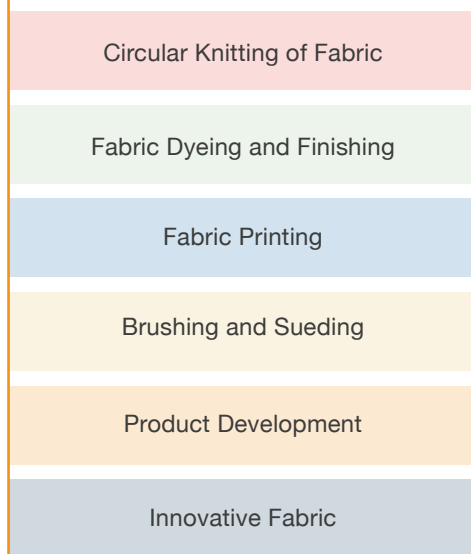 Circular Knitting of Fabric
Fabric Dyeing and Finishing
Fabric Printing
Brushing and Sueding
Product Development
Innovative Fabric